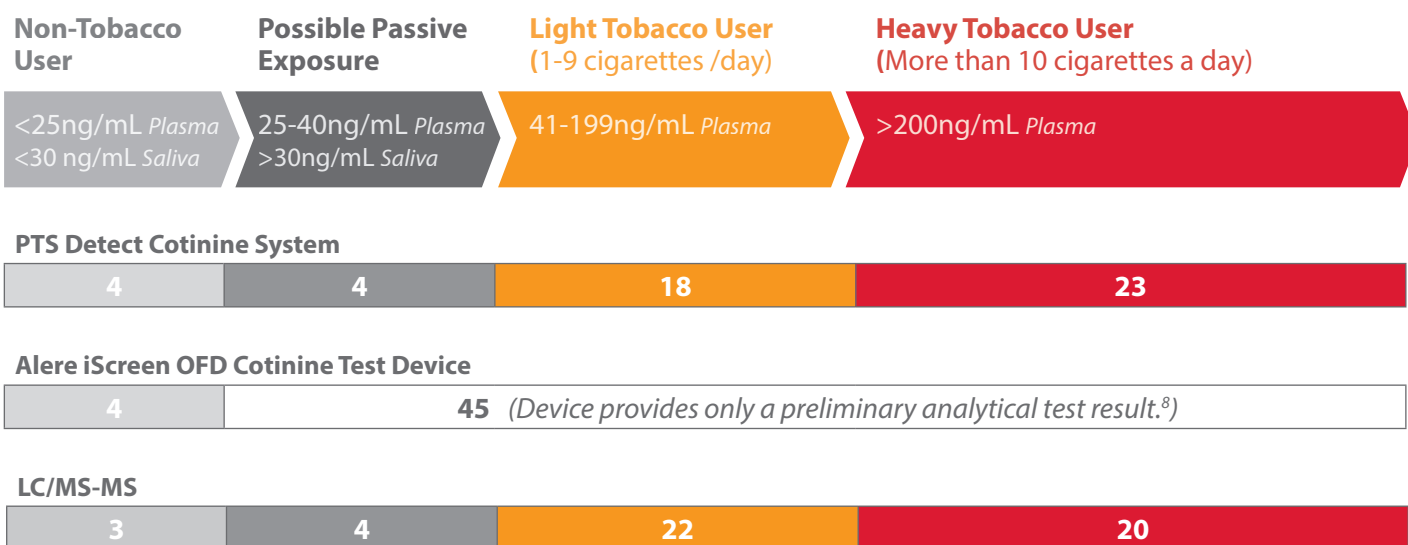 Non-Tobacco
User
Possible Passive
Exposure
Light Tobacco User
(1-9 cigarettes /day)
Heavy Tobacco User
(More than 10 cigarettes a day)
<25ng/mL Plasma
<30 ng/mL Saliva
25-40ng/mL Plasma
>30ng/mL Saliva
41-199ng/mL Plasma
>200ng/mL Plasma
PTS Detect Cotinine System
4 4 18 23
Alere iScreen OFD Cotinine Test Device
4 45 (Device provides only a preliminary analytical test result.⁸)
LC/MS-MS
3 4 22 20